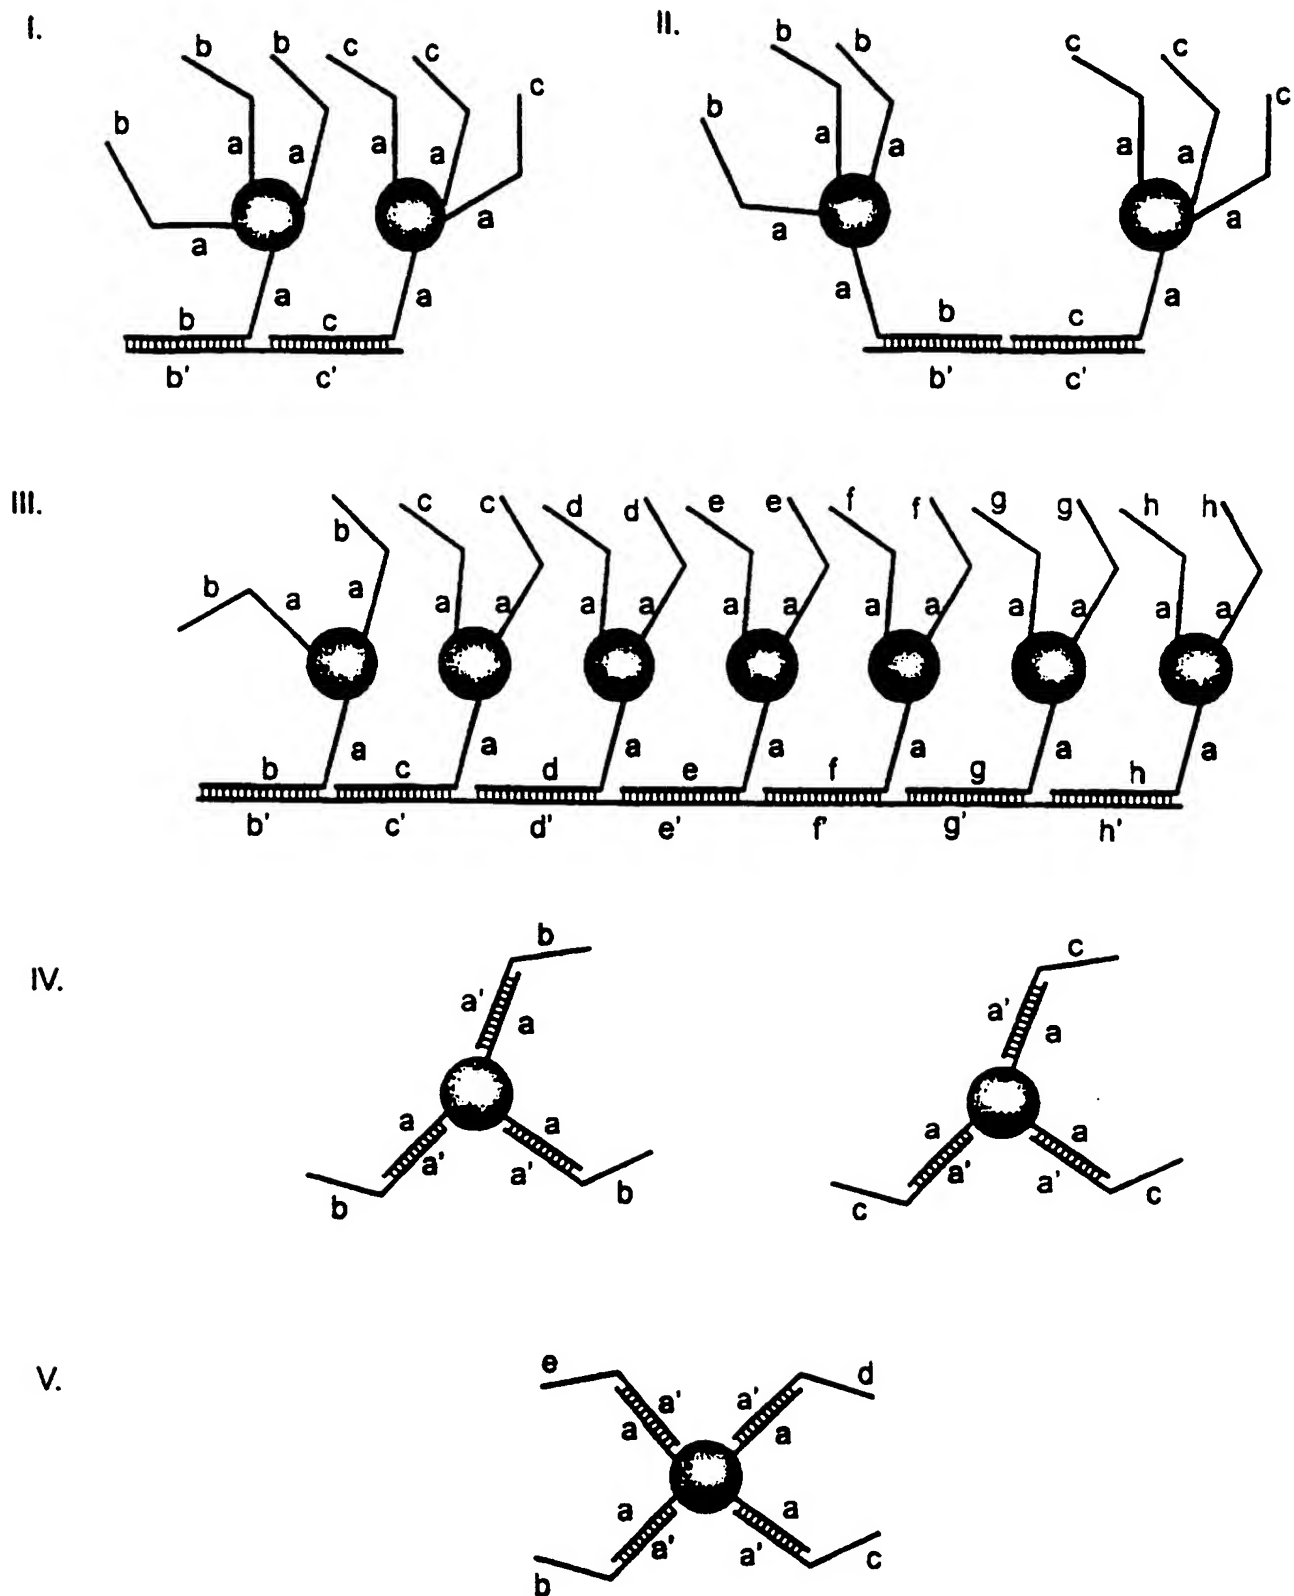 I.
b b c c
b c
a a a a
a a
a a
b c
b' c'
II.
b b c c
b c
a a a a
a a
a a
b c
b' c'
III.
b c c d d e e f f g g h h
b a a a a a a a a a a a a a a
a a a a a a a
b c d e f g h
b' c' d' e' f' g' h'
IV.
b c
a' a a' a
a a a a
a' a' a' a'
b b c c
V.
e d
a' a'
a a
a a
a' a'
b c